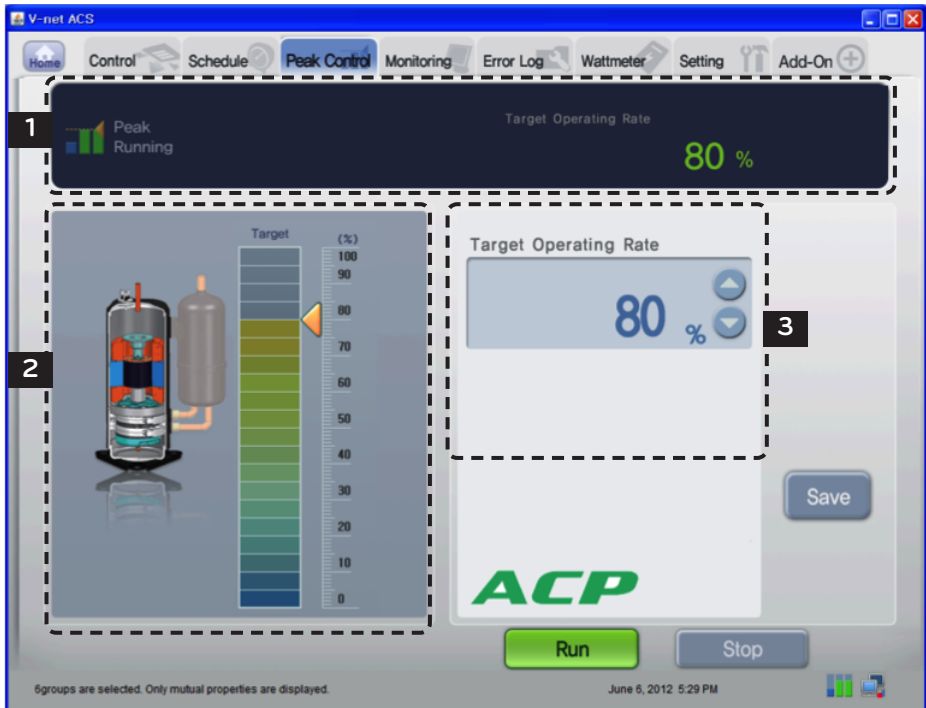 V-net ACS
Home Control Schedule Peak Control Monitoring Error Log Wattmeter Setting Add-On
1
Peak
Running
Target Operating Rate
80 %
2
Target
(%)
100
90
80
70
60
50
40
30
20
10
0
Target Operating Rate
80 %
3
Save
ACP
Run
Stop
6groups are selected. Only mutual properties are displayed.
June 6, 2012 5:29 PM